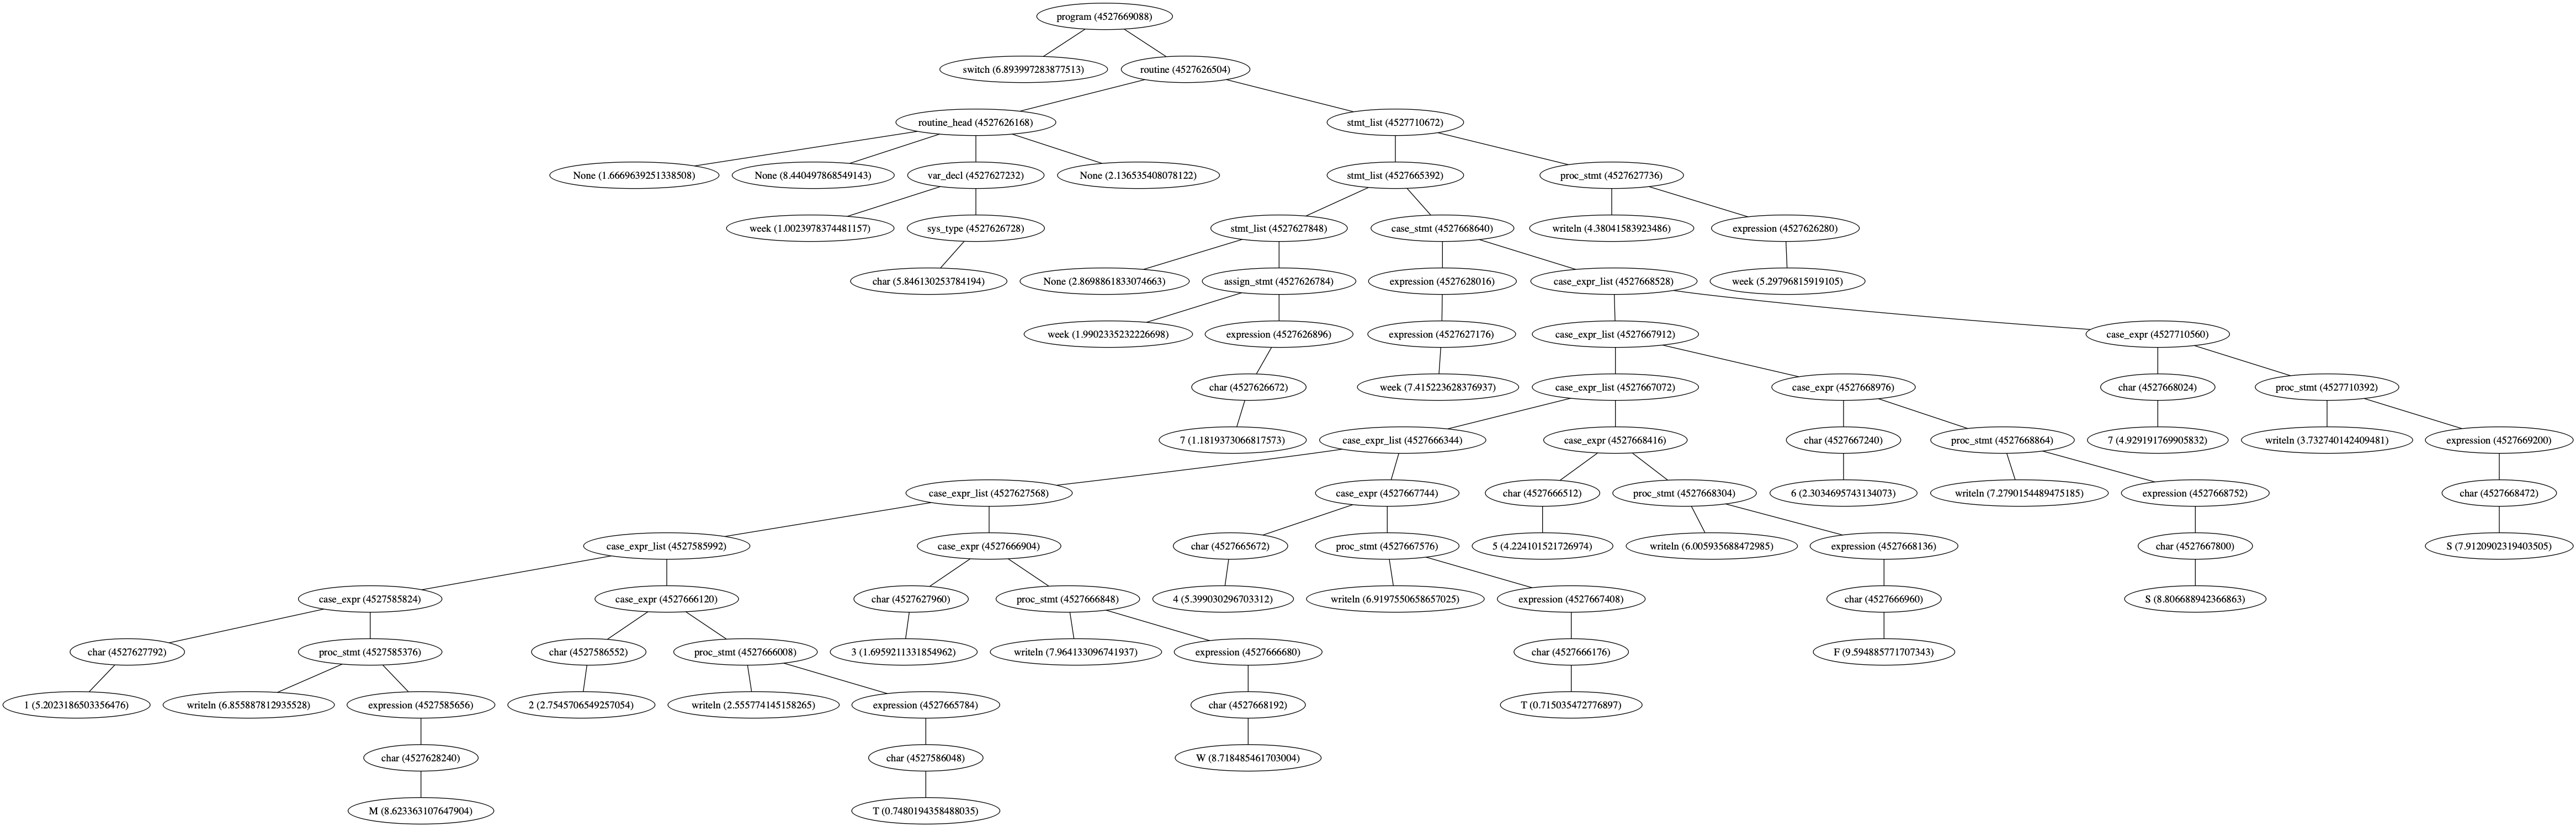 program (4527669088)
switch (6.893997283877513)
routine (4527626504)
routine_head (4527626168)
stmt_list (4527710672)
None (1.6669639251338508)
None (8.440497868549143)
var_decl (4527627232)
None (2.136535408078122)
stmt_list (4527665392)
proc_stmt (4527627736)
week (1.0023978374481157)
sys_type (4527626728)
stmt_list (4527627848)
case_stmt (4527668640)
writeln (4.38041583923486)
expression (4527626280)
char (5.846130253784194)
None (2.8698861833074663)
assign_stmt (4527626784)
expression (4527628016)
case_expr_list (4527668528)
week (5.29796815919105)
week (1.9902335232226698)
expression (4527626896)
expression (4527627176)
case_expr_list (4527667912)
case_expr (4527710560)
char (4527626672)
week (7.415223628376937)
case_expr_list (4527667072)
case_expr (4527668976)
char (4527668024)
proc_stmt (4527710392)
7 (1.1819373066817573)
case_expr_list (4527666344)
case_expr (4527668416)
char (4527667240)
proc_stmt (4527668864)
7 (4.929191769905832)
writeln (3.732740142409481)
expression (4527669200)
case_expr_list (4527627568)
case_expr (4527667744)
char (4527666512)
proc_stmt (4527668304)
6 (2.3034695743134073)
writeln (7.2790154489475185)
expression (4527668752)
char (4527668472)
case_expr_list (4527585992)
case_expr (4527666904)
char (4527665672)
proc_stmt (4527667576)
5 (4.224101521726974)
writeln (6.005935688472985)
expression (4527668136)
char (4527667800)
S (7.9120902319403505)
case_expr (4527585824)
case_expr (4527666120)
char (4527627960)
proc_stmt (4527666848)
4 (5.399030296703312)
writeln (6.9197550658657025)
expression (4527667408)
char (4527666960)
S (8.806688942366863)
char (4527627792)
proc_stmt (4527585376)
char (4527586552)
proc_stmt (4527666008)
3 (1.6959211331854962)
writeln (7.964133096741937)
expression (4527666680)
char (4527666176)
F (9.594885771707343)
1 (5.2023186503356476)
writeln (6.855887812935528)
expression (4527585656)
2 (2.7545706549257054)
writeln (2.555774145158265)
expression (4527665784)
char (4527668192)
T (0.715035472776897)
char (4527628240)
char (4527586048)
W (8.718485461703004)
M (8.623363107647904)
T (0.7480194358488035)